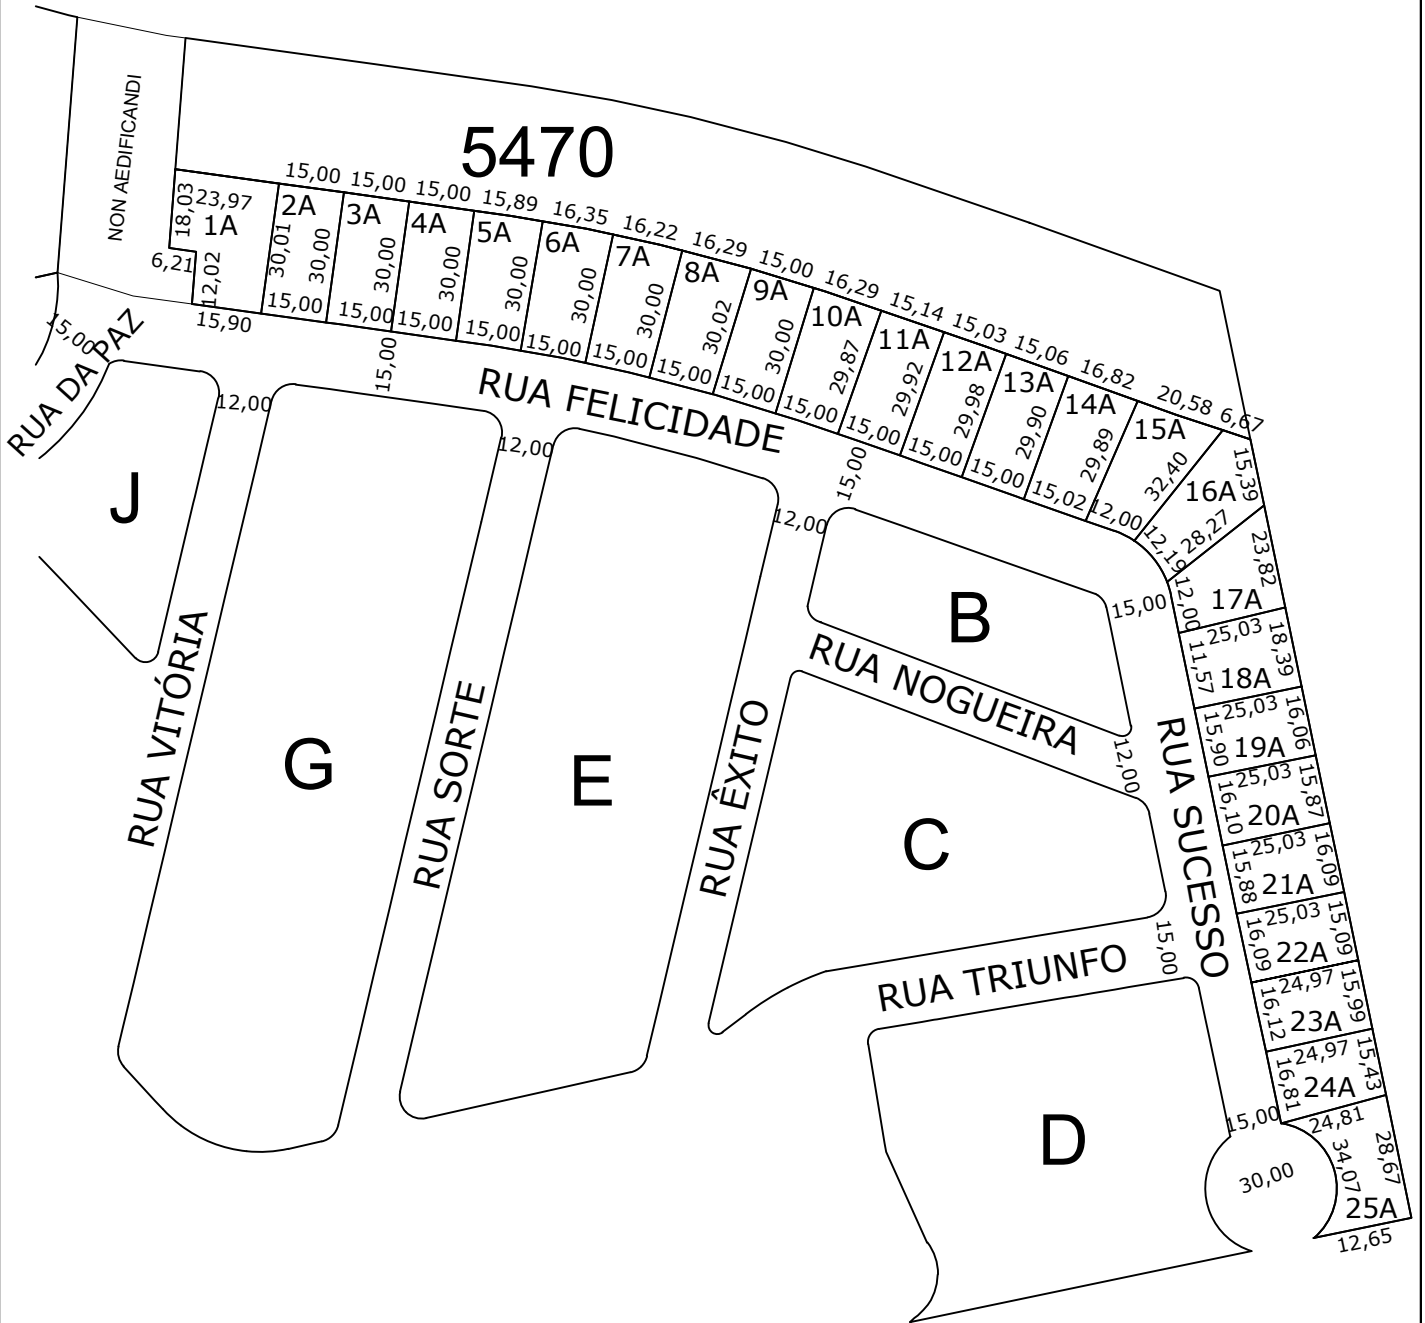 NON AEDIFICANDI
5470
15,00
15,00
15,00
15,89
16,35
16,22
16,29
15,00
16,29
15,14
15,03
15,06
16,82
20,58
6,67
18,03
23,97
1A
6,21
12,02
15,90
30,01
2A
30,00
15,00
3A
30,00
15,00
4A
30,00
15,00
5A
30,00
15,00
6A
30,00
15,00
7A
30,00
15,00
8A
30,02
15,00
9A
30,00
15,00
10A
29,87
15,00
11A
29,92
15,00
12A
29,98
15,00
13A
29,90
15,00
14A
29,89
15,02
15A
32,40
12,00
16A
15,39
28,27
12,19
17A
23,82
12,00
25,03
18,39
11,57
18A
25,03
16,06
15,90
19A
25,03
15,87
16,10
20A
25,03
16,09
15,88
21A
25,03
15,09
16,09
22A
24,97
15,99
16,12
23A
24,97
15,43
16,81
24A
24,81
28,67
34,07
25A
12,65
15,00
30,00
15,00
RUA DA PAZ
15,00
RUA FELICIDADE
12,00
12,00
12,00
15,00
15,00
J
RUA VITÓRIA
G
RUA SORTE
E
RUA ÊXITO
B
RUA NOGUEIRA
12,00
RUA SUCESSO
C
15,00
RUA TRIUNFO
D